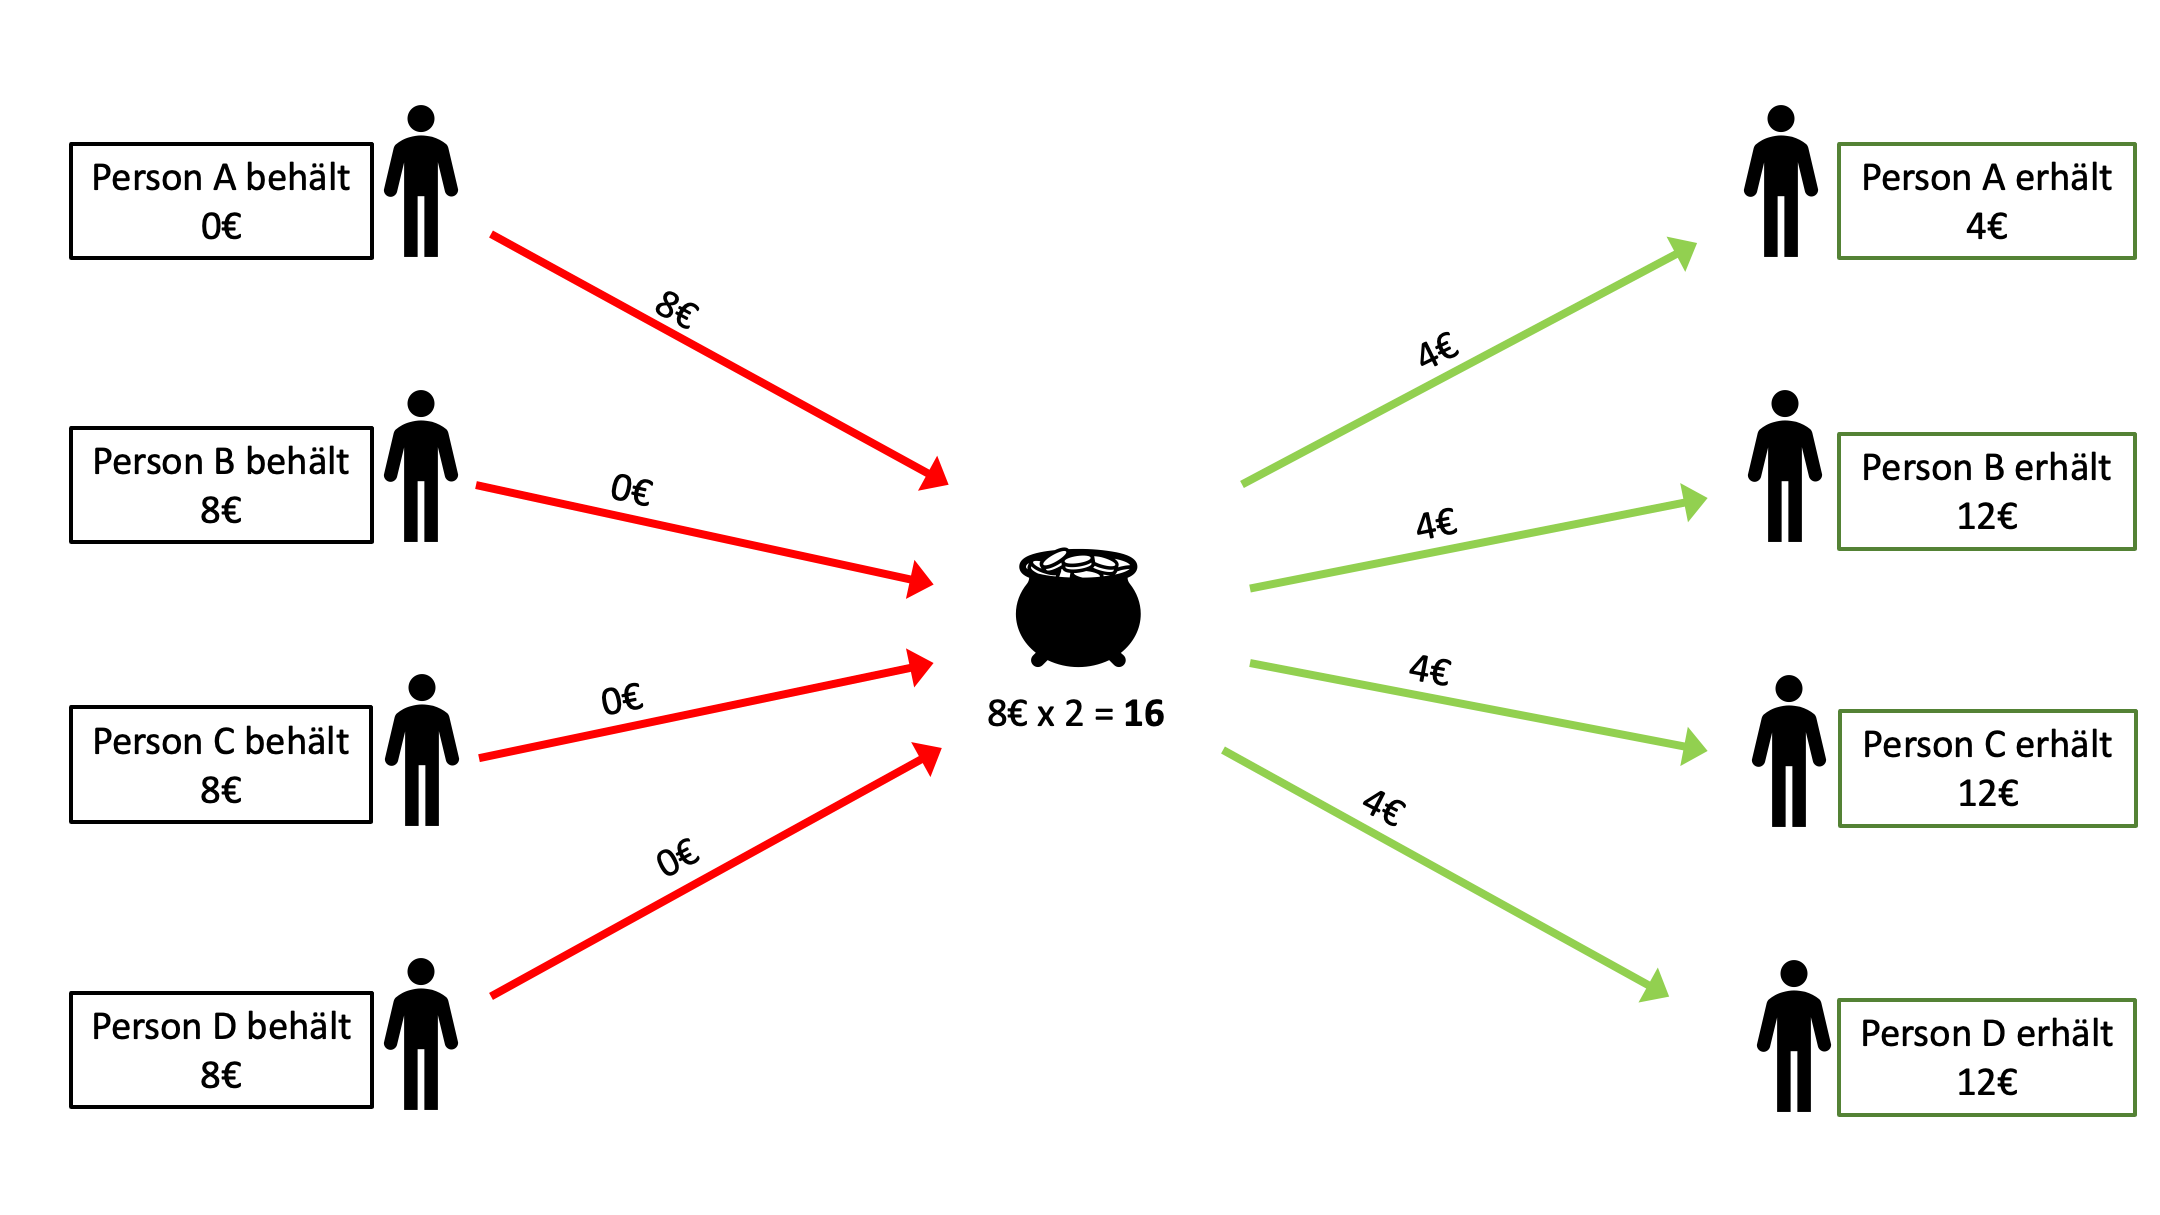 Person A behält
0€
8€
4€
Person A erhält
4€
Person B behält
8€
0€
4€
Person B erhält
12€
8€ x 2 = 16
Person C behält
8€
0€
4€
Person C erhält
12€
Person D behält
8€
0€
4€
Person D erhält
12€